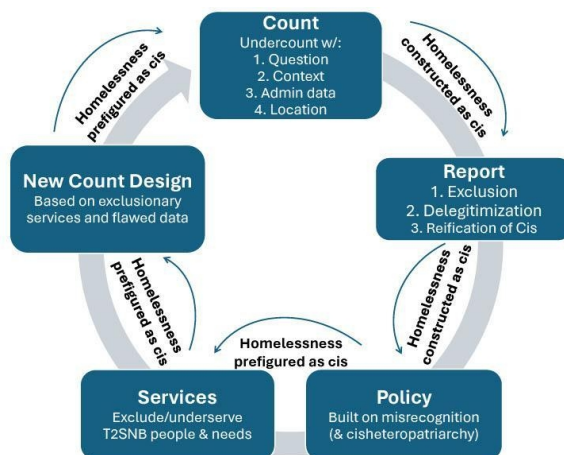 Count
Undercount w/:
1. Question
2. Context
3. Admin data
4. Location
Homelessness
constructed as cis
Report
1. Exclusion
2. Delegitimization
3. Reification of Cis
Homelessness
constructed as cis
Policy
Built on misrecognition
(& cisheteropatriarchy)
Homelessness
prefigured as cis
Services
Exclude/underserve
T2SNB people & needs
Homelessness
prefigured as cis
New Count Design
Based on exclusionary
services and flawed data
Homelessness
prefigured as cis